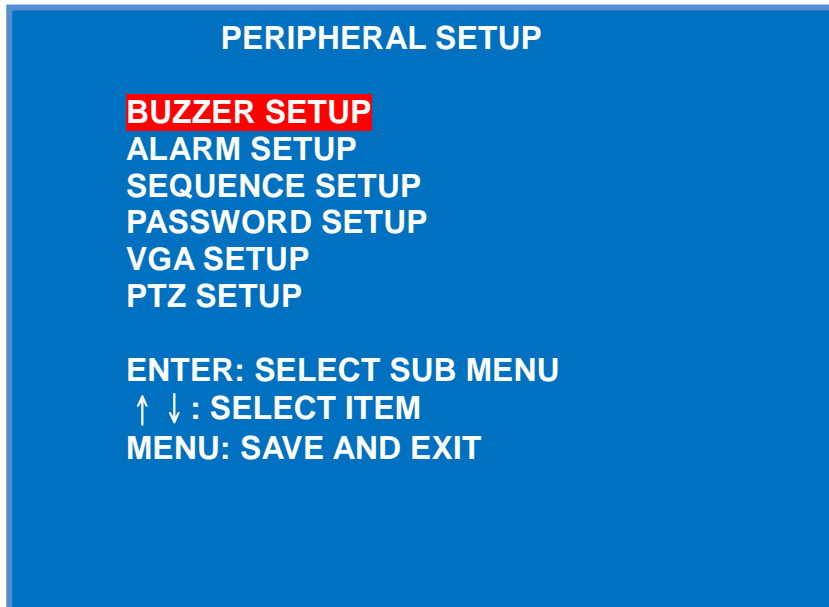 PERIPHERAL SETUP
BUZZER SETUP
ALARM SETUP
SEQUENCE SETUP
PASSWORD SETUP
VGA SETUP
PTZ SETUP
ENTER: SELECT SUB MENU
↑ ↓ : SELECT ITEM
MENU: SAVE AND EXIT